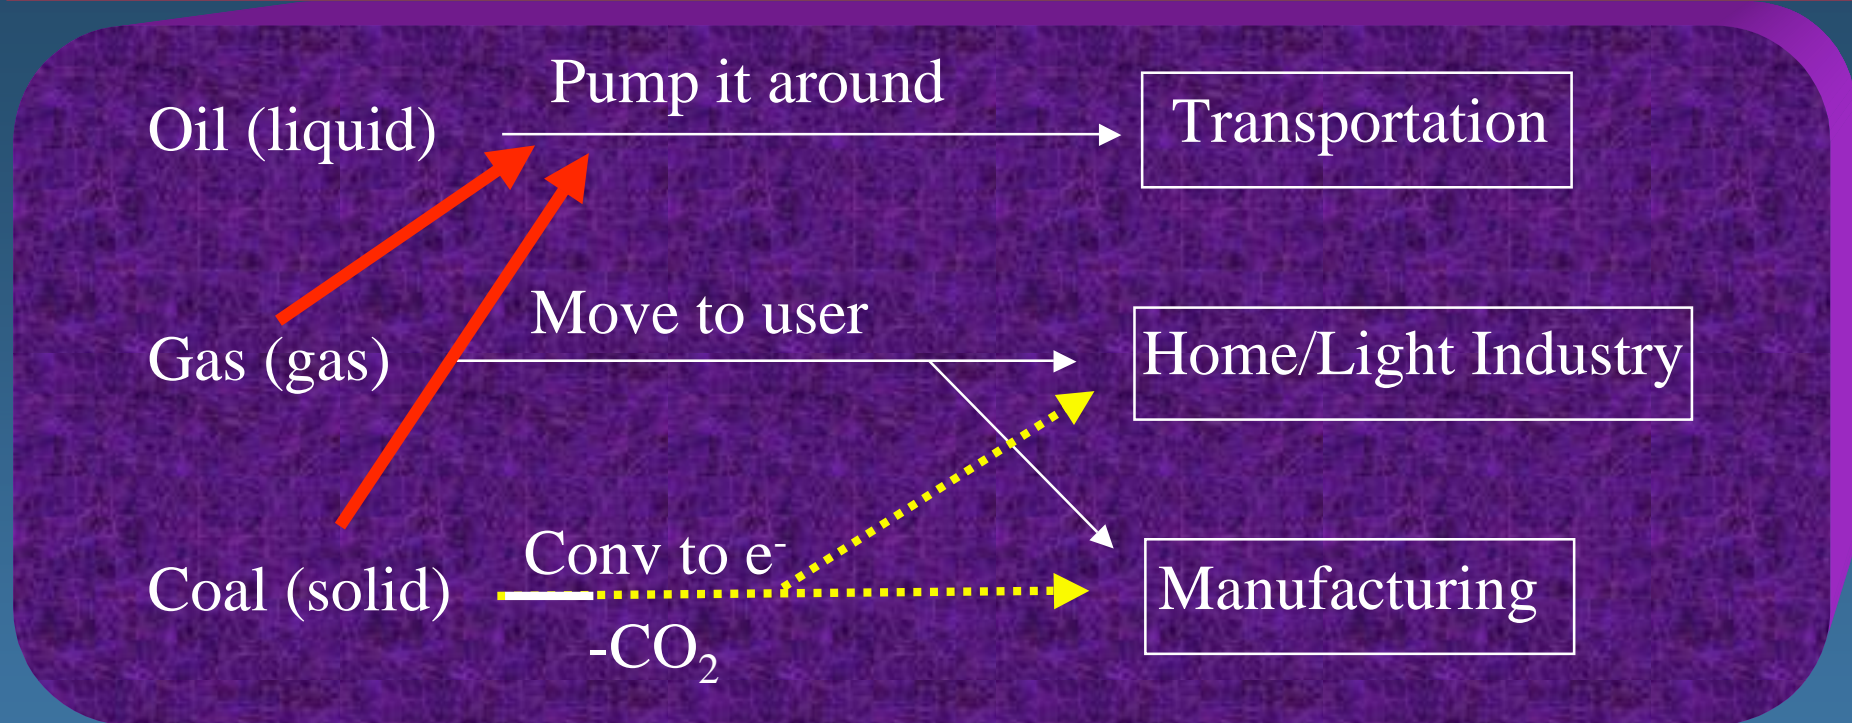 Pump it around
Oil (liquid)
Transportation
Move to user
Gas (gas)
Home/Light Industry
Conv to e⁻
Coal (solid)
Manufacturing
-CO₂